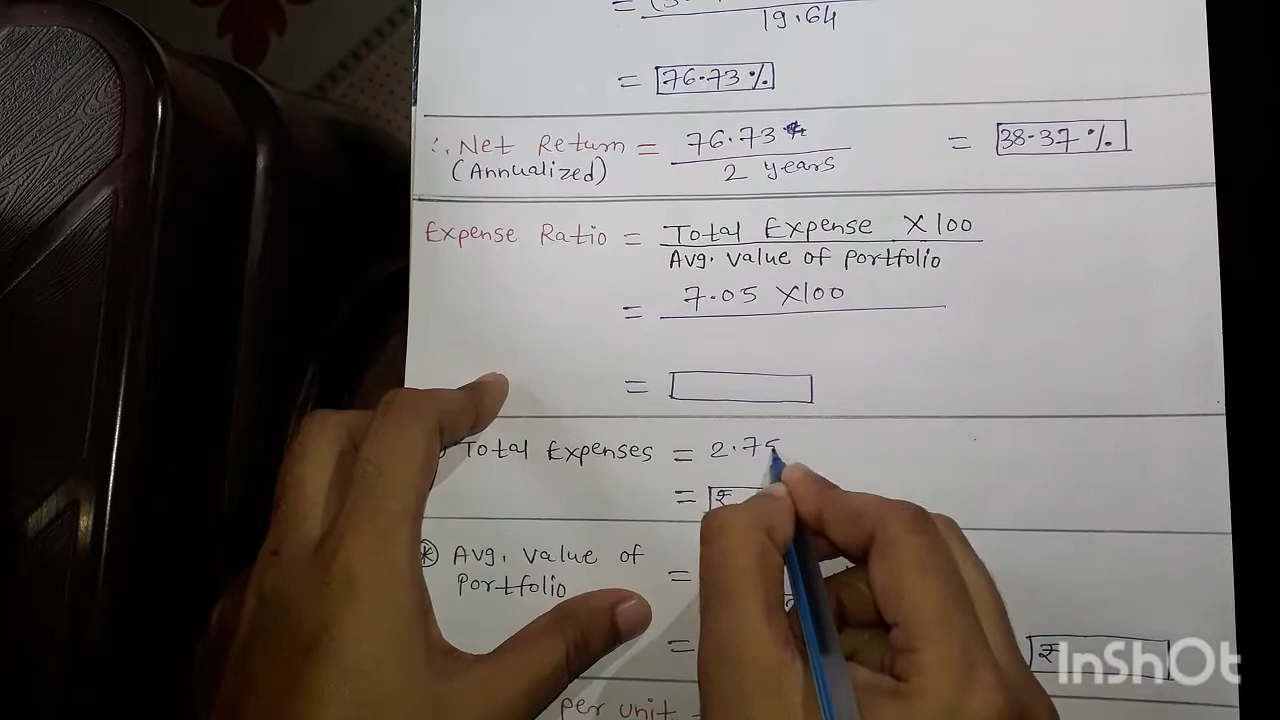 19.64
= 76.73%
∴ Net Return = 76.73 / 2 years = 38.37%
(Annualized)
Expense Ratio = Total Expense X100
Avg. value of portfolio
= 7.05 X100
=
Total Expenses = 2.75
= ₹
* Avg. value of =
portfolio
= ₹
per unit =
InShOt